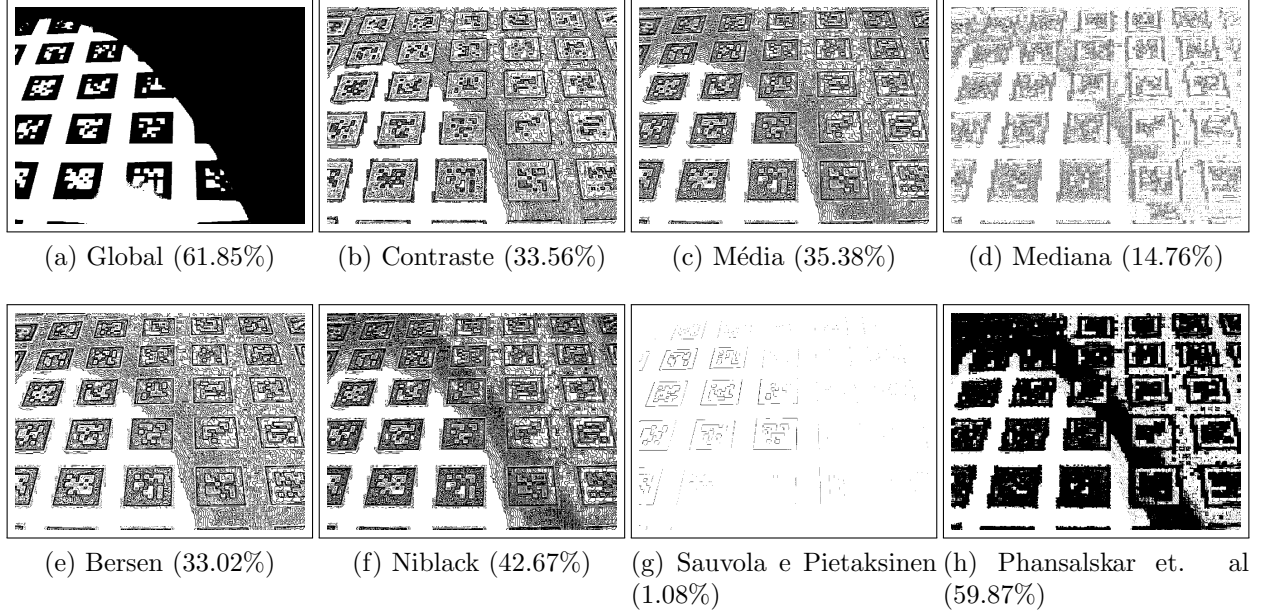 (a) Global (61.85%)
(b) Contraste (33.56%)
(c) Média (35.38%)
(d) Mediana (14.76%)
(e) Bersen (33.02%)
(f) Niblack (42.67%)
(g) Sauvola e Pietaksinen
(1.08%)
(h) Phansalskar et. al
(59.87%)